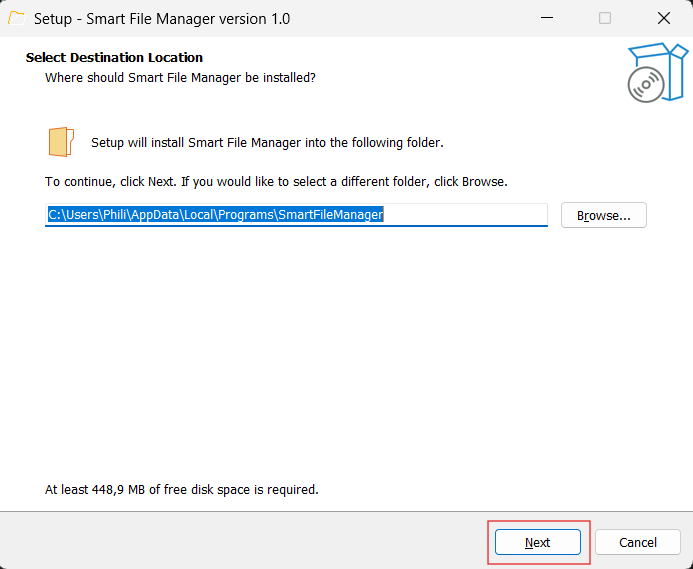 Setup - Smart File Manager version 1.0
Select Destination Location
Where should Smart File Manager be installed?
Setup will install Smart File Manager into the following folder.
To continue, click Next. If you would like to select a different folder, click Browse.
C:\Users\Phili\AppData\Local\Programs\SmartFileManager
Browse...
At least 448,9 MB of free disk space is required.
Next
Cancel